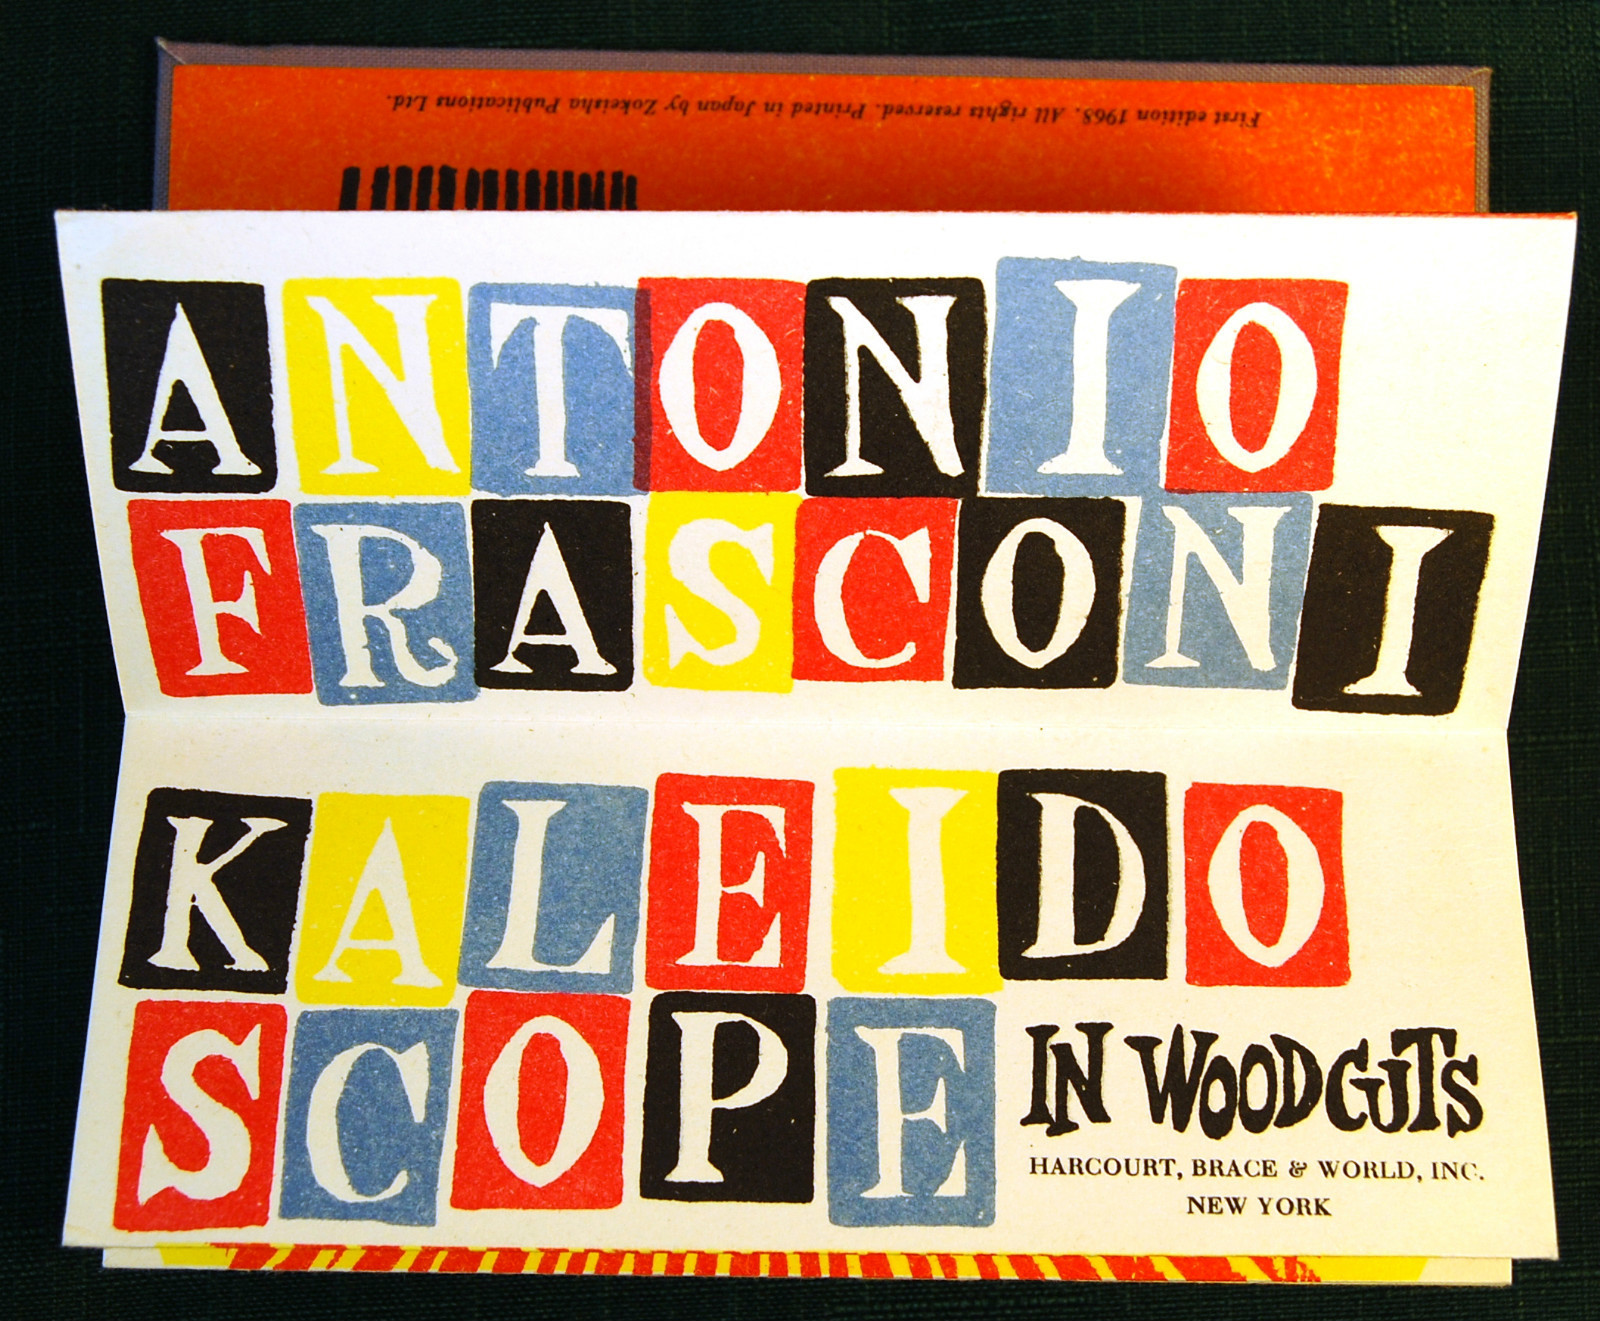 First edition 1968. All rights reserved. Printed in Japan by Zokeisha Publications Ltd.
ANTONIO
FRASCONI
KALEIDO
SCOPE
IN WOODCUTS
HARCOURT, BRACE & WORLD, INC.
NEW YORK